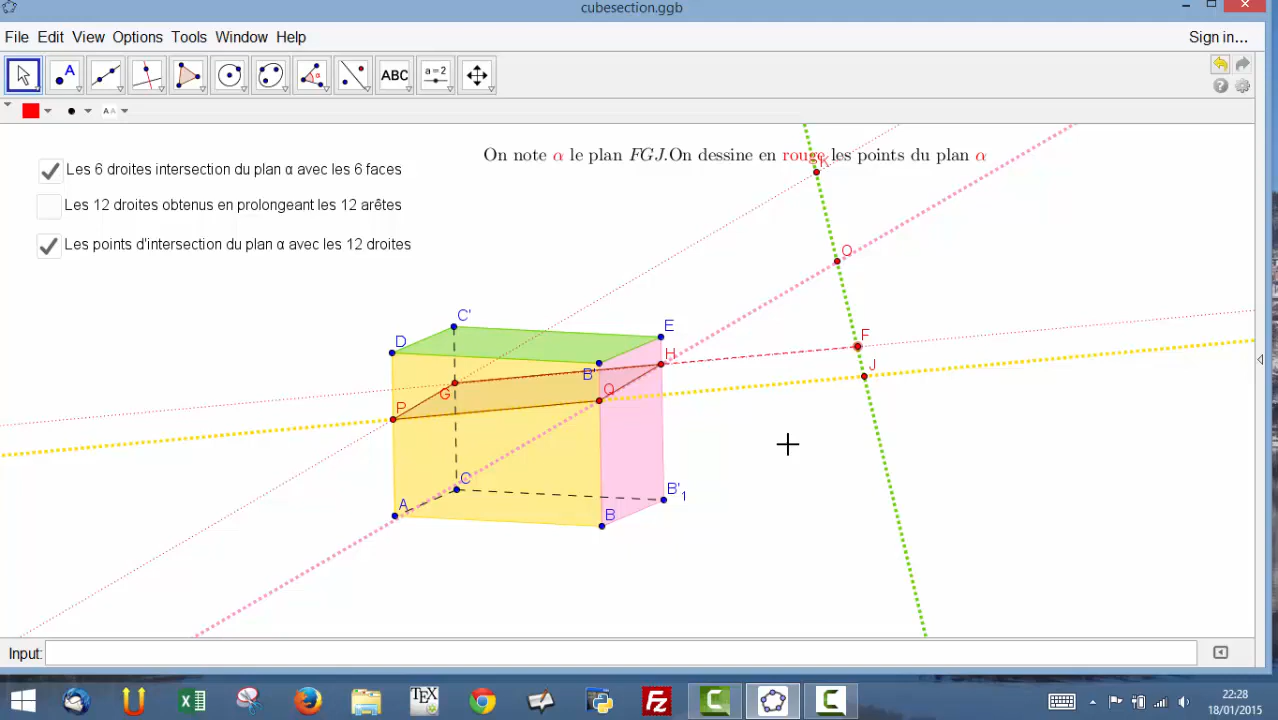 cubesection.ggb
File Edit View Options Tools Window Help Sign in...
A ABC a=2
AA
On note α le plan FGJ.On dessine en rouge les points du plan α
Les 6 droites intersection du plan α avec les 6 faces
K
Les 12 droites obtenus en prolongeant les 12 arêtes
Les points d'intersection du plan α avec les 12 droites
O
C'
E
D
F
H
J
B'
G
Q
P
C
B'1
A
B
Input:
TEX
22:28
18/01/2015